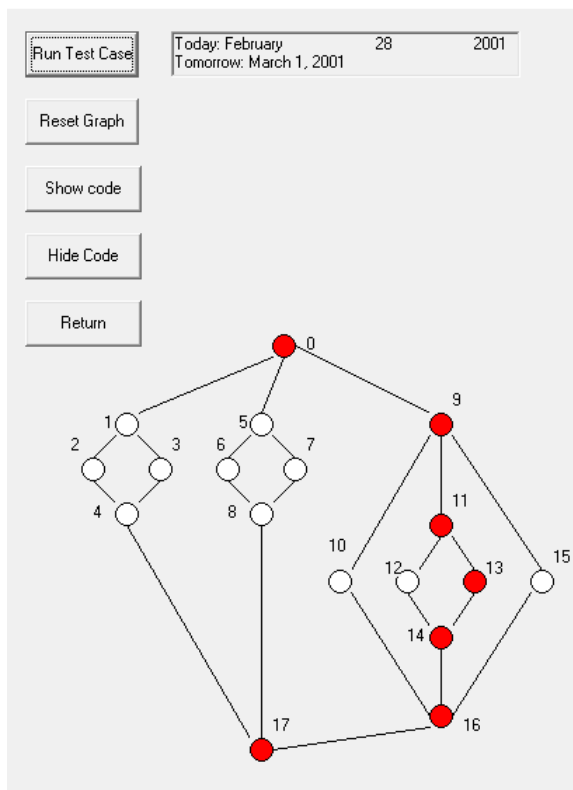 Run Test Case
Today: February 28 2001
Tomorrow: March 1, 2001
Reset Graph
Show code
Hide Code
Return
0
9
1
5
2
3
6
7
11
4
8
10
12
13
15
14
17
16